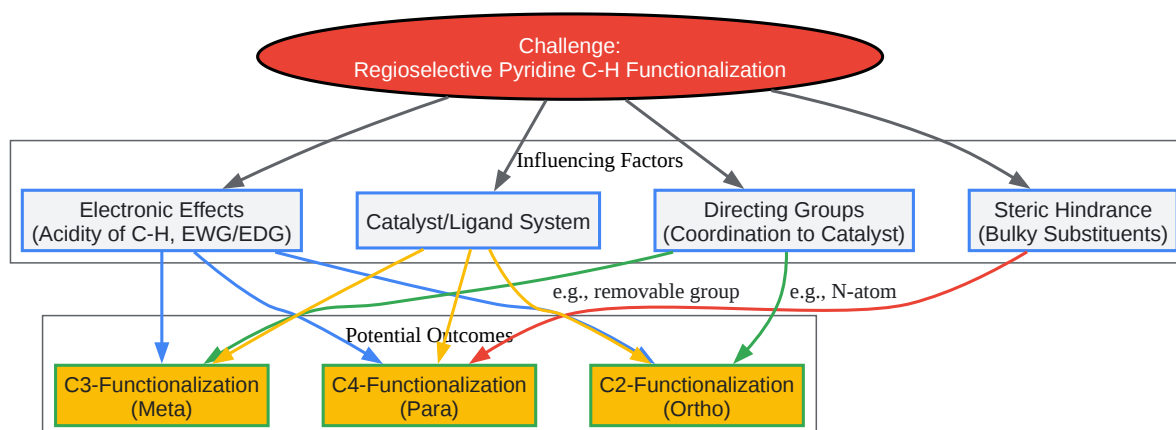 Challenge:
Regioselective Pyridine C-H Functionalization
Influencing Factors
Electronic Effects
(Acidity of C-H, EWG/EDG)
Catalyst/Ligand System
Directing Groups
(Coordination to Catalyst)
Steric Hindrance
(Bulky Substituents)
e.g., removable group
e.g., N-atom
Potential Outcomes
C3-Functionalization
(Meta)
C4-Functionalization
(Para)
C2-Functionalization
(Ortho)